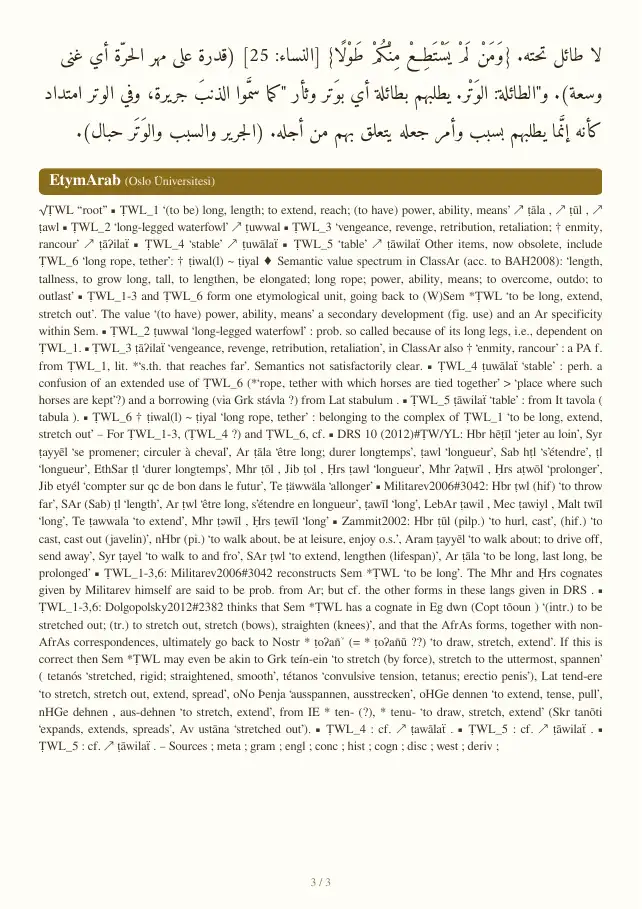 لا طائل تحته. {وَمَنْ لَمْ يَسْتَطِعْ مِنْكُمْ طَوْلًا} [النساء: 25] (قدرة على مهر الحرّة أي غنى
وسعة). و"الطائلة: الوَتْر. يطلبهم بطائلة أي بوَتر وثأر "كما سمَّوا الذنبَ جريرة، وفي الوتر امتداد
كأنه إنَّما يطلبهم بسبب وأمر جعله يتعلق بهم من أجله. (الجرير والسبب والوَتَر حبال).
EtymArab (Oslo Üniversitesi)
√ṬWL “root” ▪ ṬWL_1 ‘(to be) long, length; to extend, reach; (to have) power, ability, means’ ↗ ṭāla , ↗ ṭūl , ↗
ṭawl ▪ ṬWL_2 ‘long-legged waterfowl’ ↗ ṭuwwal ▪ ṬWL_3 ‘vengeance, revenge, retribution, retaliation; † enmity,
rancour’ ↗ ṭāʔilaẗ ▪ ṬWL_4 ‘stable’ ↗ ṭuwālaẗ ▪ ṬWL_5 ‘table’ ↗ ṭāwilaẗ Other items, now obsolete, include
ṬWL_6 ‘long rope, tether’: † ṭiwal(l) ~ ṭiyal ♦ Semantic value spectrum in ClassAr (acc. to BAH2008): ‘length,
tallness, to grow long, tall, to lengthen, be elongated; long rope; power, ability, means; to overcome, outdo; to
outlast’ ▪ ṬWL_1-3 and ṬWL_6 form one etymological unit, going back to (W)Sem *ṬWL ‘to be long, extend,
stretch out’. The value ‘(to have) power, ability, means’ a secondary development (fig. use) and an Ar specificity
within Sem. ▪ ṬWL_2 ṭuwwal ‘long-legged waterfowl’ : prob. so called because of its long legs, i.e., dependent on
ṬWL_1. ▪ ṬWL_3 ṭāʔilaẗ ‘vengeance, revenge, retribution, retaliation’, in ClassAr also † ‘enmity, rancour’ : a PA f.
from ṬWL_1, lit. *‘s.th. that reaches far’. Semantics not satisfactorily clear. ▪ ṬWL_4 ṭuwālaẗ ‘stable’ : perh. a
confusion of an extended use of ṬWL_6 (*‘rope, tether with which horses are tied together’ > ‘place where such
horses are kept’?) and a borrowing (via Grk stávla ?) from Lat stabulum . ▪ ṬWL_5 ṭāwilaẗ ‘table’ : from It tavola (
tabula ). ▪ ṬWL_6 † ṭiwal(l) ~ ṭiyal ‘long rope, tether’ : belonging to the complex of ṬWL_1 ‘to be long, extend,
stretch out’ – For ṬWL_1-3, (ṬWL_4 ?) and ṬWL_6, cf. ▪ DRS 10 (2012)#ṬW/YL: Hbr hēṭīl ‘jeter au loin’, Syr
ṭayyēl ‘se promener; circuler à cheval’, Ar ṭāla ‘être long; durer longtemps’, ṭawl ‘longueur’, Sab hṭl ‘s’étendre’, ṭl
‘longueur’, EthSar ṭl ‘durer longtemps’, Mhr ṭōl , Jib ṭol , Ḥrs ṭawl ‘longueur’, Mhr ʔaṭwīl , Ḥrs aṭwōl ‘prolonger’,
Jib etyél ‘compter sur qc de bon dans le futur’, Te ṭäwwäla ‘allonger’ ▪ Militarev2006#3042: Hbr ṭwl (hif) ‘to throw
far’, SAr (Sab) ṭl ‘length’, Ar ṭwl ‘être long, s’étendre en longueur’, ṭawīl ‘long’, LebAr ṭawil , Mec ṭawiyl , Malt twīl
‘long’, Te ṭawwala ‘to extend’, Mhr ṭəwīl , Ḥrs ṭewīl ‘long’ ▪ Zammit2002: Hbr ṭūl (pilp.) ‘to hurl, cast’, (hif.) ‘to
cast, cast out (javelin)’, nHbr (pi.) ‘to walk about, be at leisure, enjoy o.s.’, Aram ṭayyēl ‘to walk about; to drive off,
send away’, Syr ṭayel ‘to walk to and fro’, SAr ṭwl ‘to extend, lengthen (lifespan)’, Ar ṭāla ‘to be long, last long, be
prolonged’ ▪ ṬWL_1-3,6: Militarev2006#3042 reconstructs Sem *ṬWL ‘to be long’. The Mhr and Ḥrs cognates
given by Militarev himself are said to be prob. from Ar; but cf. the other forms in these langs given in DRS . ▪
ṬWL_1-3,6: Dolgopolsky2012#2382 thinks that Sem *ṬWL has a cognate in Eg dwn (Copt tōoun ) ‘(intr.) to be
stretched out; (tr.) to stretch out, stretch (bows), straighten (knees)’, and that the AfrAs forms, together with non-
AfrAs correspondences, ultimately go back to Nostr * ṭoʔañ˅ (= * ṭoʔañü ??) ‘to draw, stretch, extend’. If this is
correct then Sem *ṬWL may even be akin to Grk teín-ein ‘to stretch (by force), stretch to the uttermost, spannen’
( tetanós ‘stretched, rigid; straightened, smooth’, tétanos ‘convulsive tension, tetanus; erectio penis’), Lat tend-ere
‘to stretch, stretch out, extend, spread’, oNo Þenja ‘ausspannen, ausstrecken’, oHGe dennen ‘to extend, tense, pull’,
nHGe dehnen , aus-dehnen ‘to stretch, extend’, from IE * ten- (?), * tenu- ‘to draw, stretch, extend’ (Skr tanōti
‘expands, extends, spreads’, Av ustāna ‘stretched out’). ▪ ṬWL_4 : cf. ↗ ṭawālaẗ . ▪ ṬWL_5 : cf. ↗ ṭāwilaẗ . ▪
ṬWL_5 : cf. ↗ ṭāwilaẗ . – Sources ; meta ; gram ; engl ; conc ; hist ; cogn ; disc ; west ; deriv ;
3 / 3